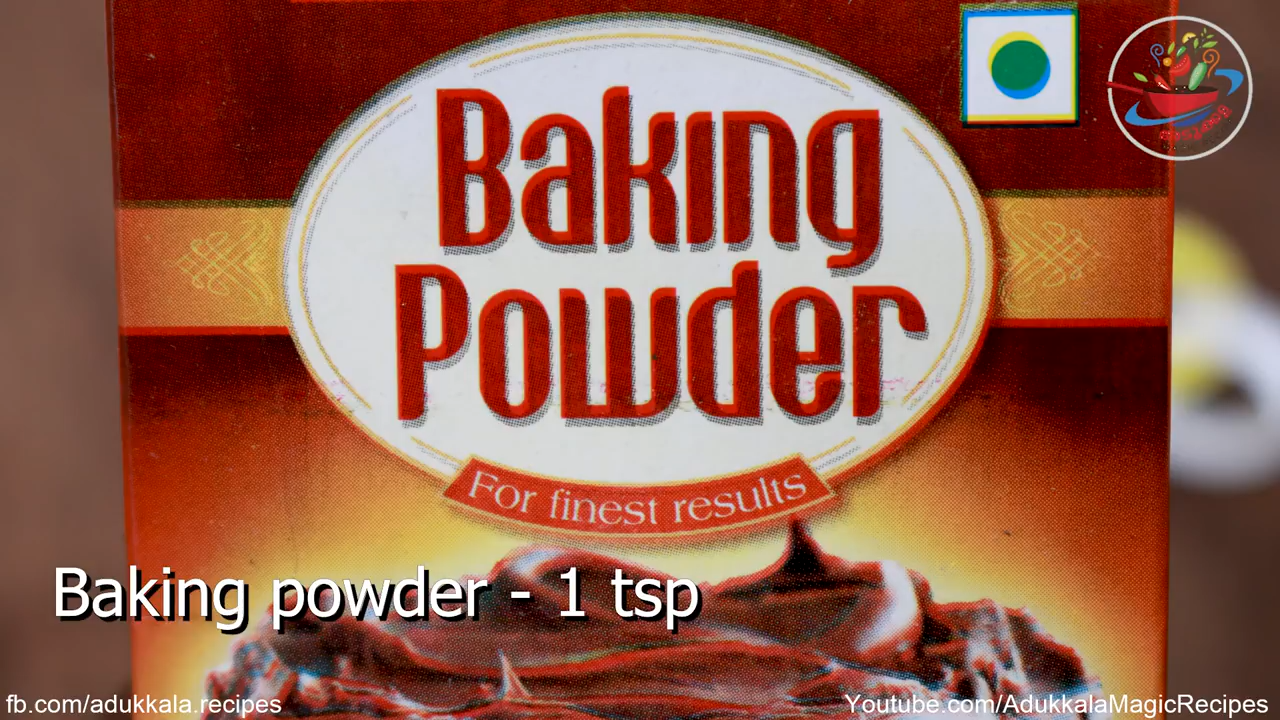 Baking
Powder
For finest results
Baking powder - 1 tsp
fb.com/adukkala.recipes
Youtube.com/AdukkalaMagicRecipes